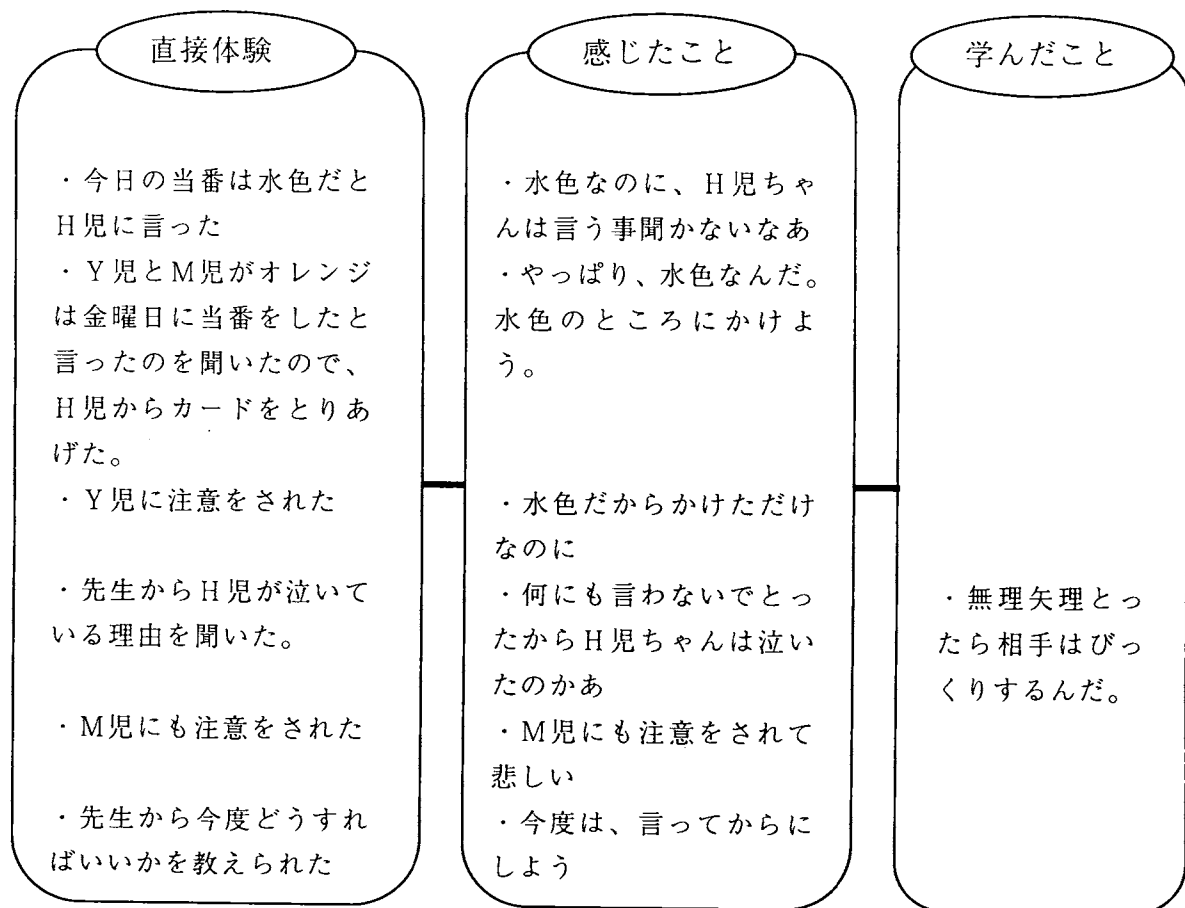 直接体験
・今日の当番は水色だと
H児に言った
・Y児とM児がオレンジ
は金曜日に当番をしたと
言ったのを聞いたので、
H児からカードをとりあ
げた。
・Y児に注意をされた
・先生からH児が泣いて
いる理由を聞いた。
・M児にも注意をされた
・先生から今度どうすれ
ばいいかを教えられた
感じたこと
・水色なのに、H児ちゃ
んは言う事聞かないなあ
・やっぱり、水色なんだ。
水色のところにかけよ
う。
・水色だからかけただけ
なのに
・何にも言わないでとっ
たからH児ちゃんは泣い
たのかあ
・M児にも注意をされて
悲しい
・今度は、言ってからに
しよう
学んだこと
・無理矢理とっ
たら相手はびっ
くりするんだ。